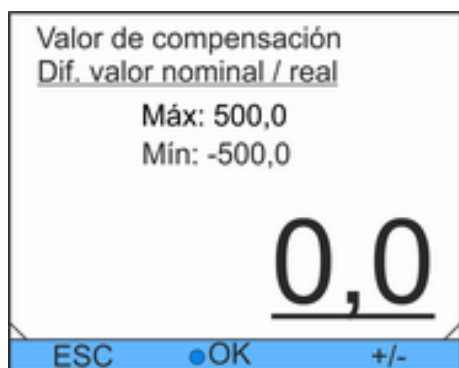 Valor de compensación
Dif. valor nominal / real
Máx: 500,0
Mín: -500,0
0,0
ESC OK +/-